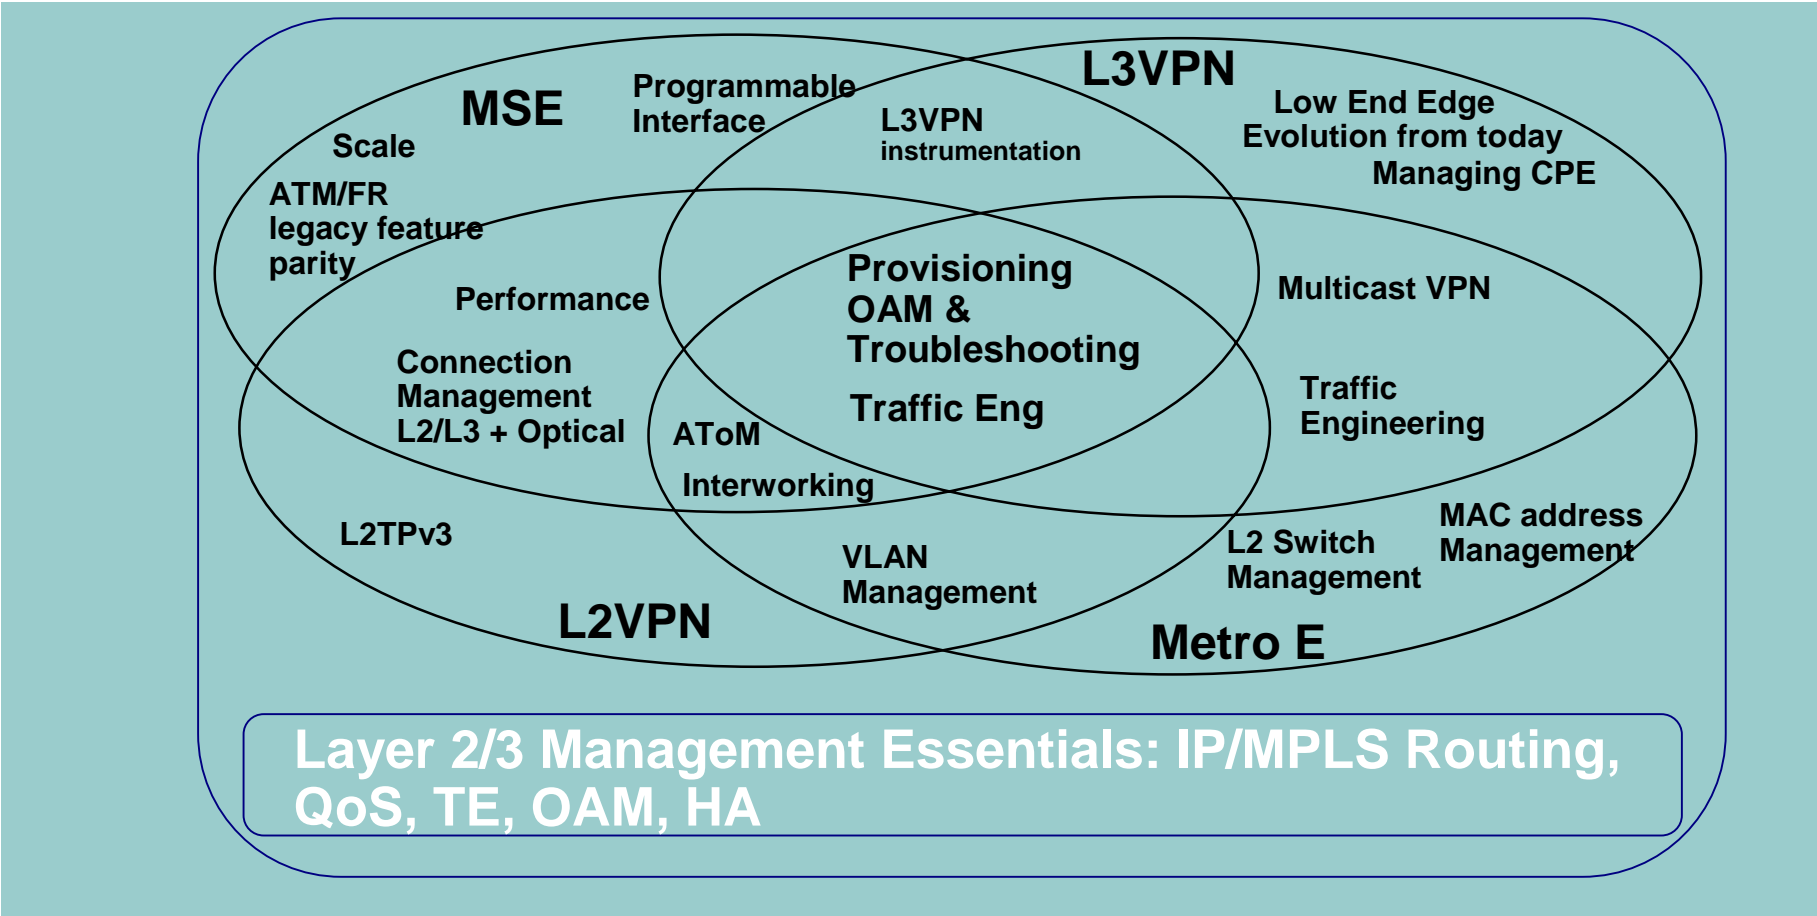 MSE
Programmable
Interface
L3VPN
L3VPN
instrumentation
Low End Edge
Evolution from today
Managing CPE
Scale
ATM/FR
legacy feature
parity
Performance
Provisioning
OAM &
Troubleshooting
Traffic Eng
Multicast VPN
Connection
Management
L2/L3 + Optical
AToM
Interworking
Traffic
Engineering
L2TPv3
VLAN
Management
L2 Switch
Management
MAC address
Management
L2VPN
Metro E
Layer 2/3 Management Essentials: IP/MPLS Routing,
QoS, TE, OAM, HA